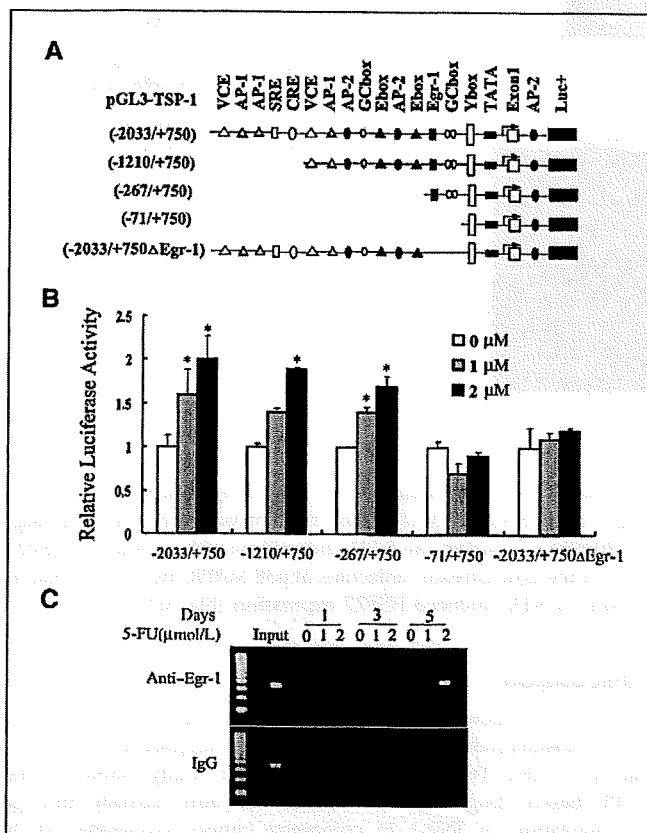 A
pGL3-TSP-1
VCE AP-1 AP-1 SRE CRE VCE AP-1 AP-2 GCbox Ebox AP-2 Ebox Egr-1 GCbox Ybox TATA Exon1 AP-2 Luc+
(-2033/+750)
(-1210/+750)
(-267/+750)
(-71/+750)
(-2033/+750ΔEgr-1)
B
Relative Luciferase Activity
2.5
2
1.5
1
0.5
0
* * * * *
0 μM
1 μM
2 μM
-2033/+750 -1210/+750 -267/+750 -71/+750 -2033/+750ΔEgr-1
C
Days 1 3 5
5-FU(μmol/L) Input 0 1 2 0 1 2 0 1 2
Anti-Egr-1
IgG